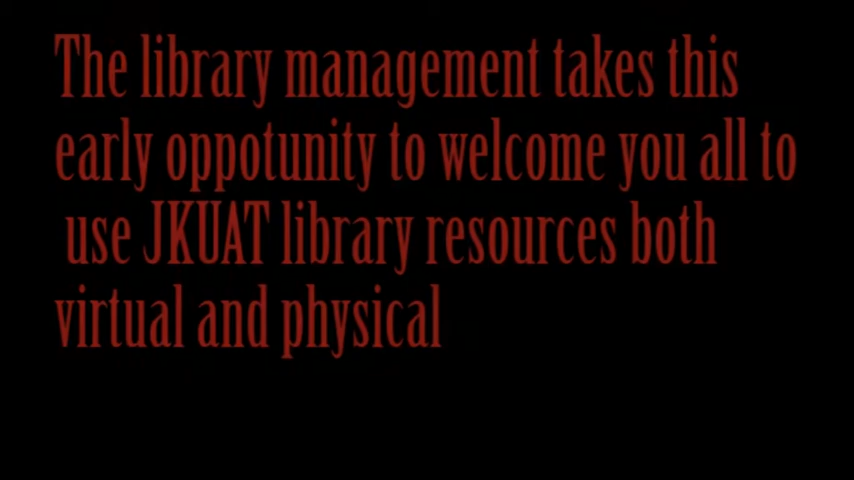 The library management takes this
early oppotunity to welcome you all to
use JKUAT library resources both
virtual and physical